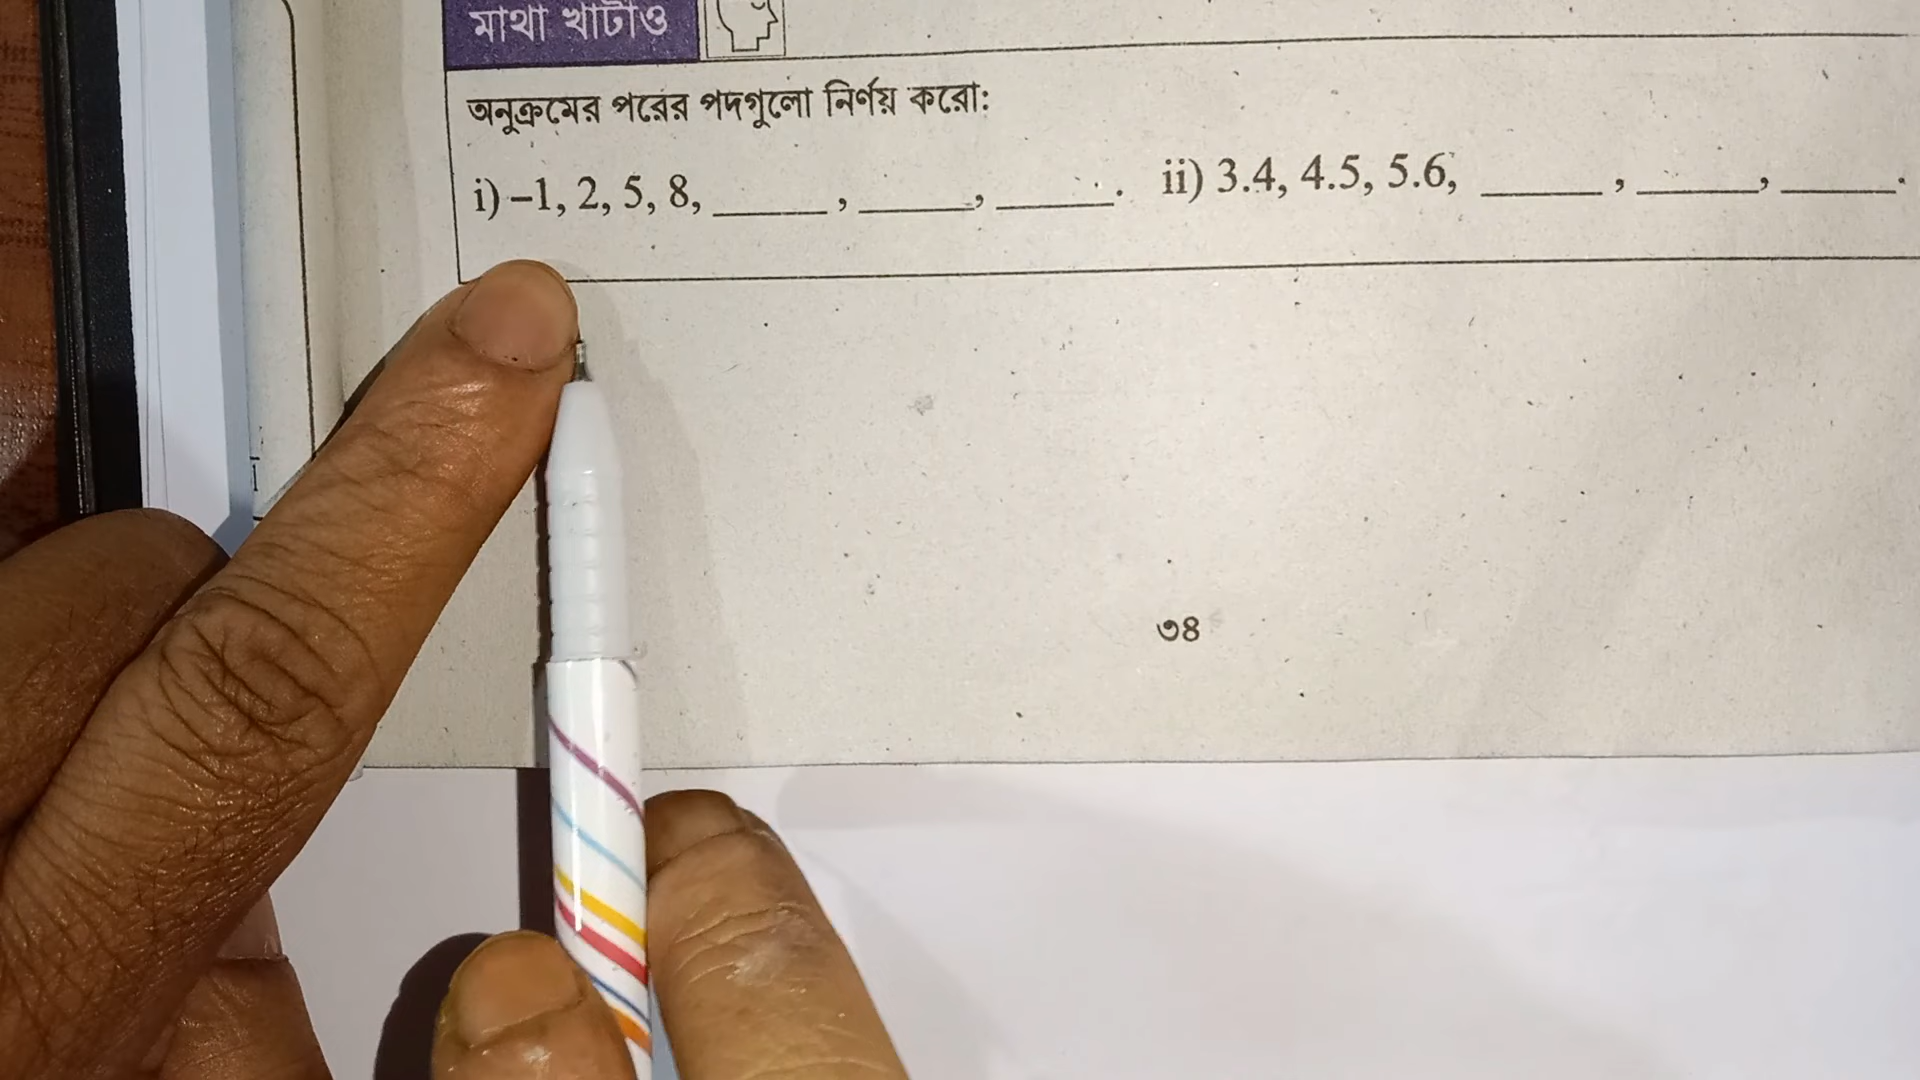 মাথা খাটাও
অনুক্রমের পরের পদগুলো নির্ণয় করো:
i) –1, 2, 5, 8, ______ , ______, ______. ii) 3.4, 4.5, 5.6, ______ , ______, ______.
৩৪